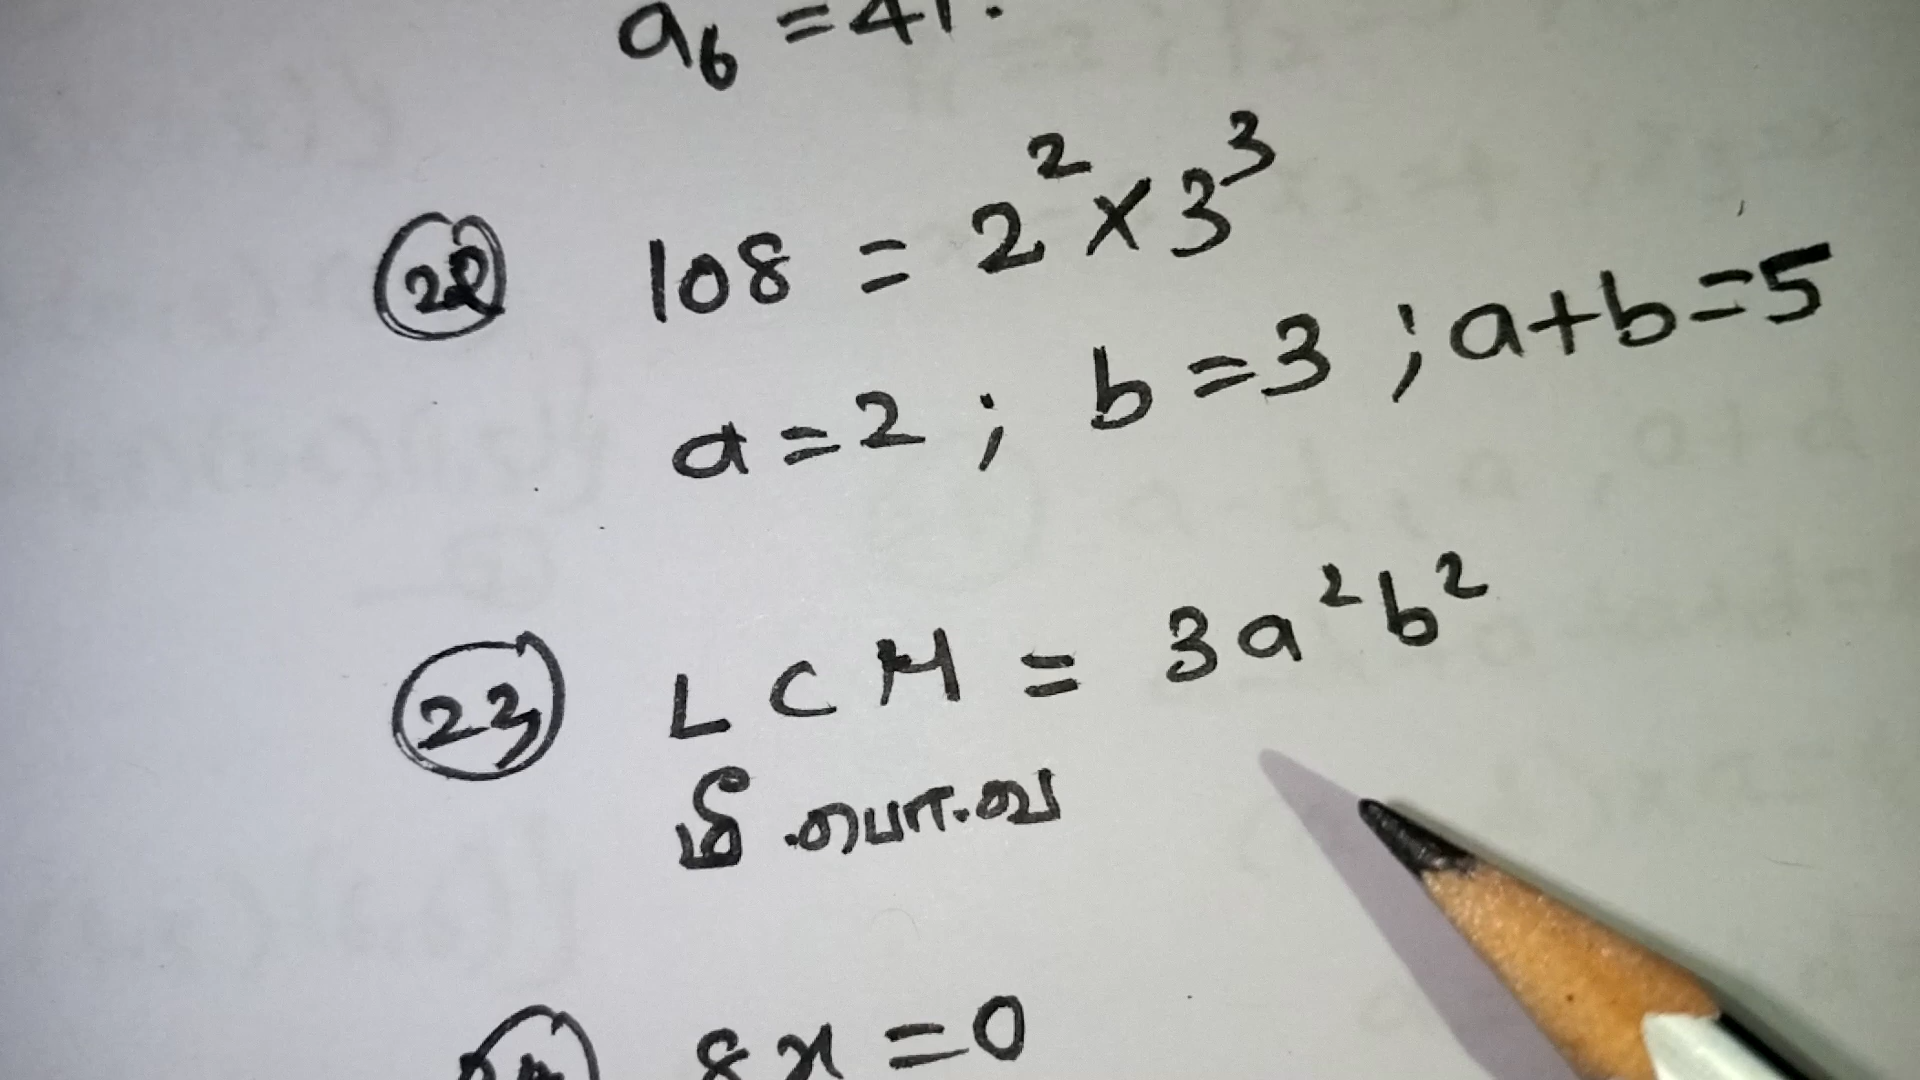 a₆ = 41.
22 108 = 2² × 3³
a = 2 ; b = 3 ; a + b = 5
23 LCM = 3a²b²
மீ.பொ.வ
8x = 0